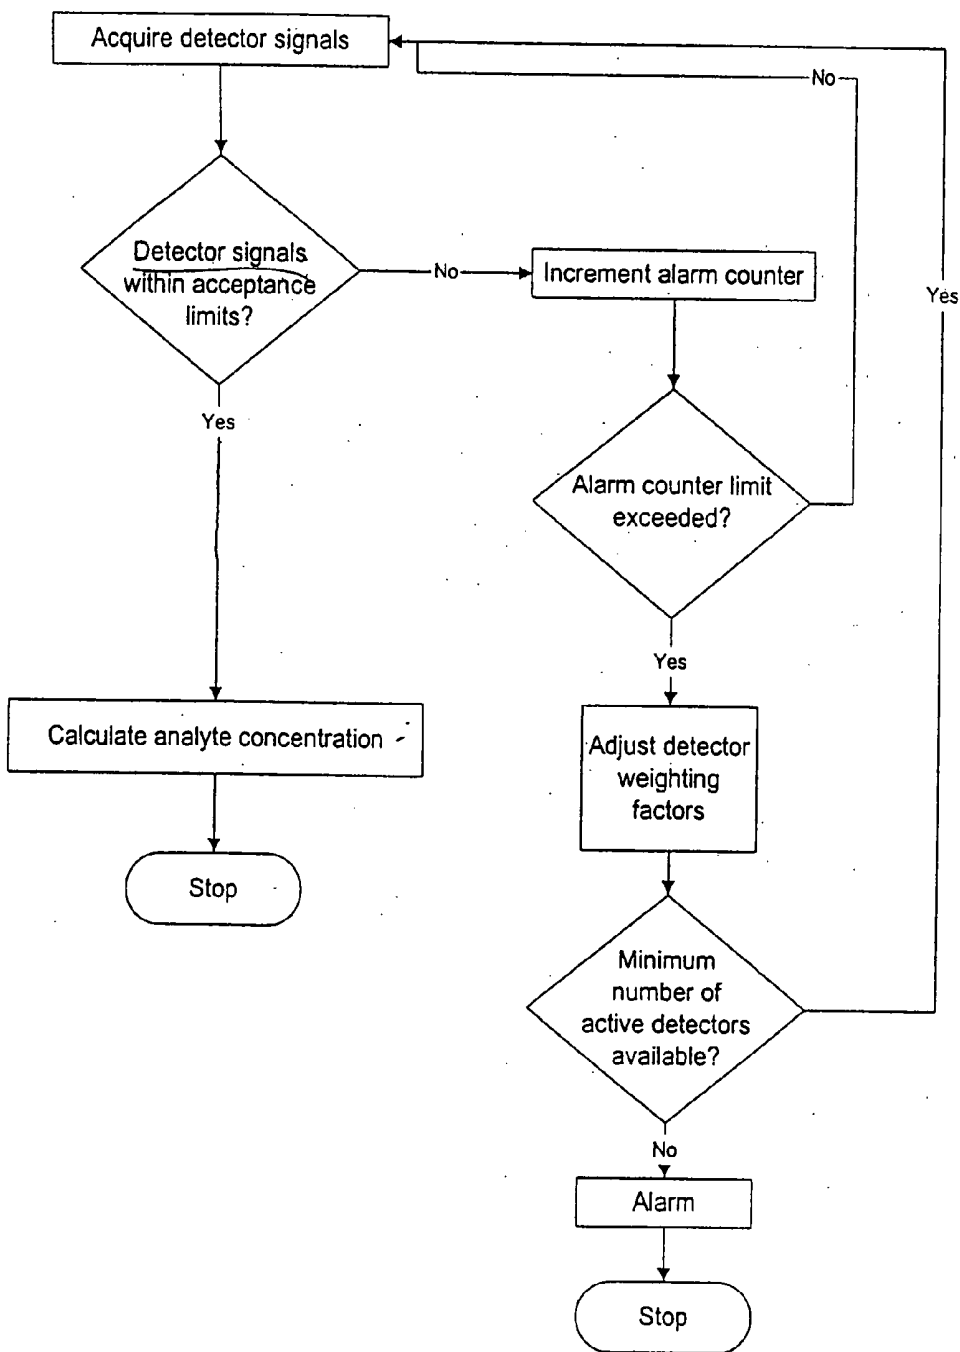 Acquire detector signals
No
Detector signals
within acceptance
limits?
No
Increment alarm counter
Yes
Yes
Alarm counter limit
exceeded?
Yes
Calculate analyte concentration
Adjust detector
weighting
factors
Stop
Minimum
number of
active detectors
available?
No
Alarm
Stop